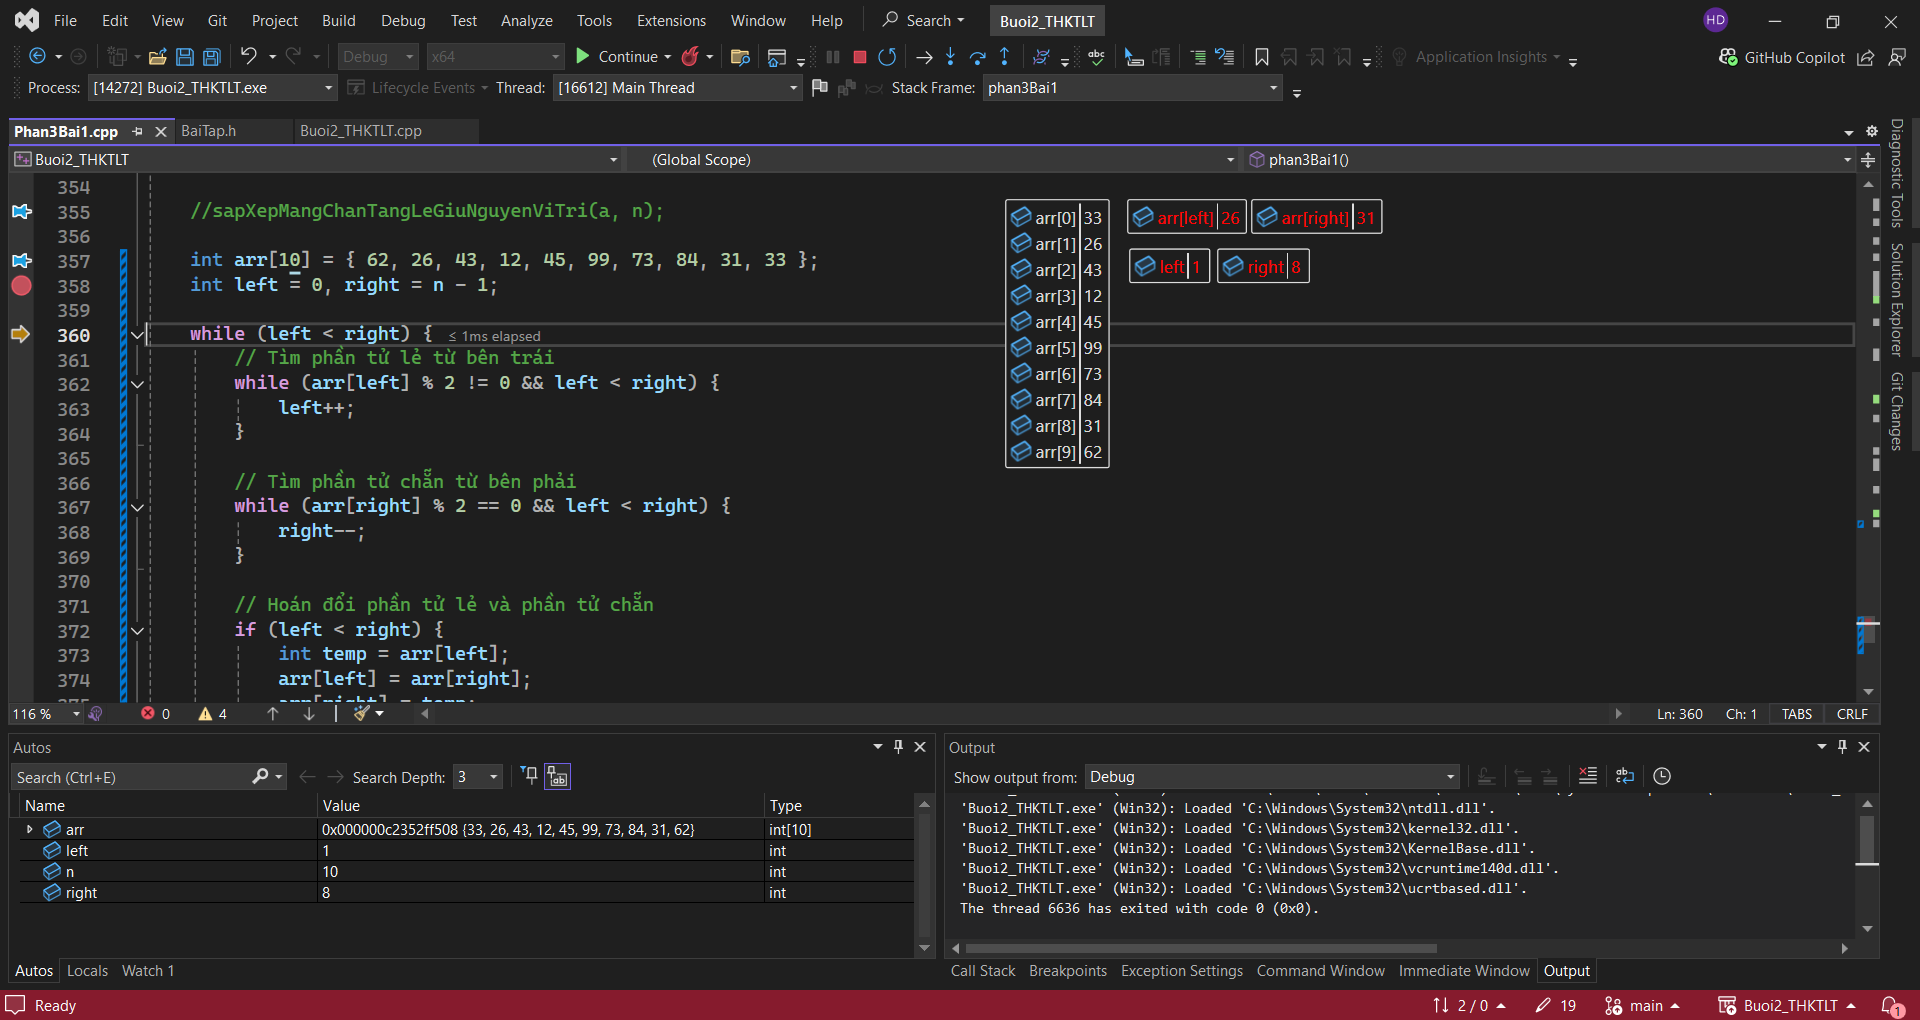 File Edit View Git Project Build Debug Test Analyze Tools Extensions Window Help Search Buoi2_THKTLT HD
Debug x64 Continue abc Application Insights GitHub Copilot
Process: [14272] Buoi2_THKTLT.exe Lifecycle Events Thread: [16612] Main Thread Stack Frame: phan3Bai1
Phan3Bai1.cpp BaiTap.h Buoi2_THKTLT.cpp
Buoi2_THKTLT (Global Scope) phan3Bai1()
354
355 //sapXepMangChanTangLeGiuNguyenViTri(a, n);
356
357 int arr[10] = { 62, 26, 43, 12, 45, 99, 73, 84, 31, 33 };
358 int left = 0, right = n - 1;
359
360 while (left < right) { ≤ 1ms elapsed
361 // Tìm phần tử lẻ từ bên trái
362 while (arr[left] % 2 != 0 && left < right) {
363 left++;
364 }
365
366 // Tìm phần tử chẵn từ bên phải
367 while (arr[right] % 2 == 0 && left < right) {
368 right--;
369 }
370
371 // Hoán đổi phần tử lẻ và phần tử chẵn
372 if (left < right) {
373 int temp = arr[left];
374 arr[left] = arr[right];
arr[0] 33
arr[1] 26
arr[2] 43
arr[3] 12
arr[4] 45
arr[5] 99
arr[6] 73
arr[7] 84
arr[8] 31
arr[9] 62
arr[left] 26 arr[right] 31
left 1 right 8
Diagnostic Tools
Solution Explorer
Git Changes
116 % 0 4 Ln: 360 Ch: 1 TABS CRLF
Autos
Search (Ctrl+E) Search Depth: 3
Name Value Type
arr 0x000000c2352ff508 {33, 26, 43, 12, 45, 99, 73, 84, 31, 62} int[10]
left 1 int
n 10 int
right 8 int
Autos Locals Watch 1
Output
Show output from: Debug
'Buoi2_THKTLT.exe' (Win32): Loaded 'C:\Windows\System32\ntdll.dll'.
'Buoi2_THKTLT.exe' (Win32): Loaded 'C:\Windows\System32\kernel32.dll'.
'Buoi2_THKTLT.exe' (Win32): Loaded 'C:\Windows\System32\KernelBase.dll'.
'Buoi2_THKTLT.exe' (Win32): Loaded 'C:\Windows\System32\vcruntime140d.dll'.
'Buoi2_THKTLT.exe' (Win32): Loaded 'C:\Windows\System32\ucrtbased.dll'.
The thread 6636 has exited with code 0 (0x0).
Call Stack Breakpoints Exception Settings Command Window Immediate Window Output
Ready 2 / 0 19 main Buoi2_THKTLT 1